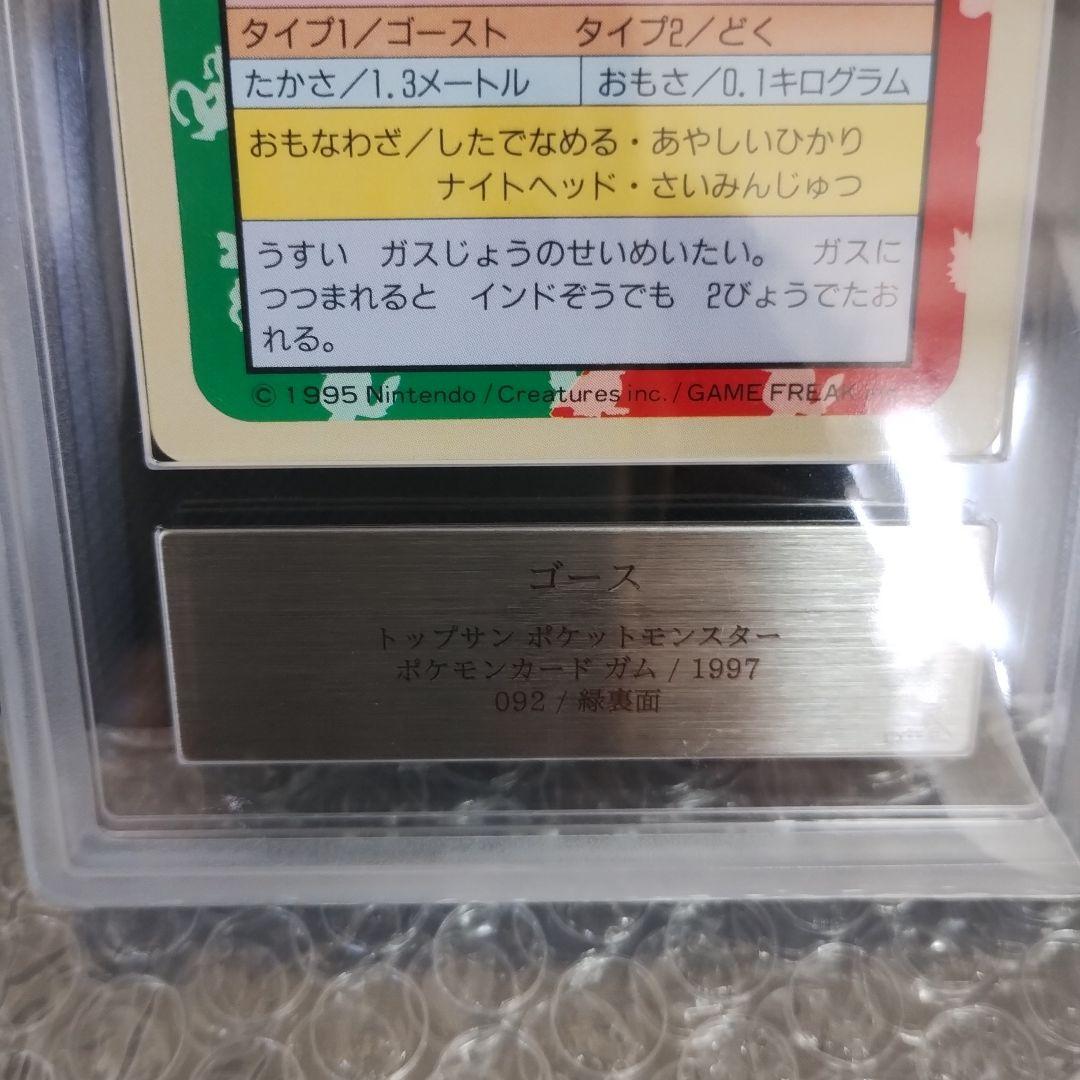 タイプ1/ゴースト　タイプ2/どく
たかさ/1.3メートル　おもさ/0.1キログラム
おもなわざ/したでなめる・あやしいひかり
ナイトヘッド・さいみんじゅつ
うすい　ガスじょうのせいめいたい。　ガスに
つつまれると　インドぞうでも　2びょうでたお
れる。
© 1995 Nintendo / Creatures inc. / GAME FREAK
ゴース
トップサン ポケットモンスター
ポケモンカード ガム / 1997
092 / 緑裏面